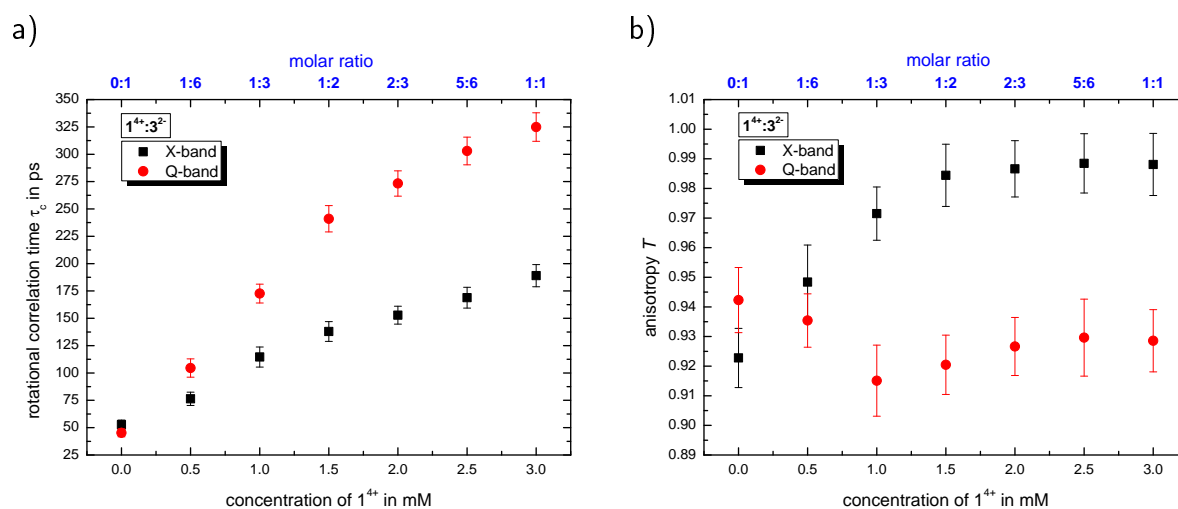 a)
molar ratio
0:1 1:6 1:3 1:2 2:3 5:6 1:1
350
325
300
275
250
225
200
175
150
125
100
75
50
25
rotational correlation time τc in ps
1⁴⁺:3²⁻
X-band
Q-band
0.0 0.5 1.0 1.5 2.0 2.5 3.0
concentration of 1⁴⁺ in mM
b)
molar ratio
0:1 1:6 1:3 1:2 2:3 5:6 1:1
1.01
1.00
0.99
0.98
0.97
0.96
0.95
0.94
0.93
0.92
0.91
0.90
0.89
anisotropy T
1⁴⁺:3²⁻
X-band
Q-band
0.0 0.5 1.0 1.5 2.0 2.5 3.0
concentration of 1⁴⁺ in mM